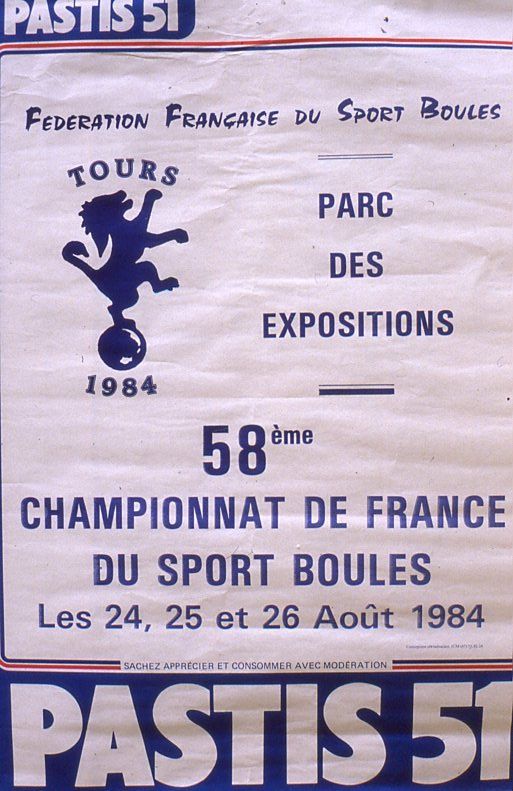 PASTIS 51
FEDERATION FRANÇAISE DU SPORT BOULES
TOURS
1984
PARC
DES
EXPOSITIONS
58ème
CHAMPIONNAT DE FRANCE
DU SPORT BOULES
Les 24, 25 et 26 Août 1984
SACHEZ APPRÉCIER ET CONSOMMER AVEC MODÉRATION
PASTIS 51